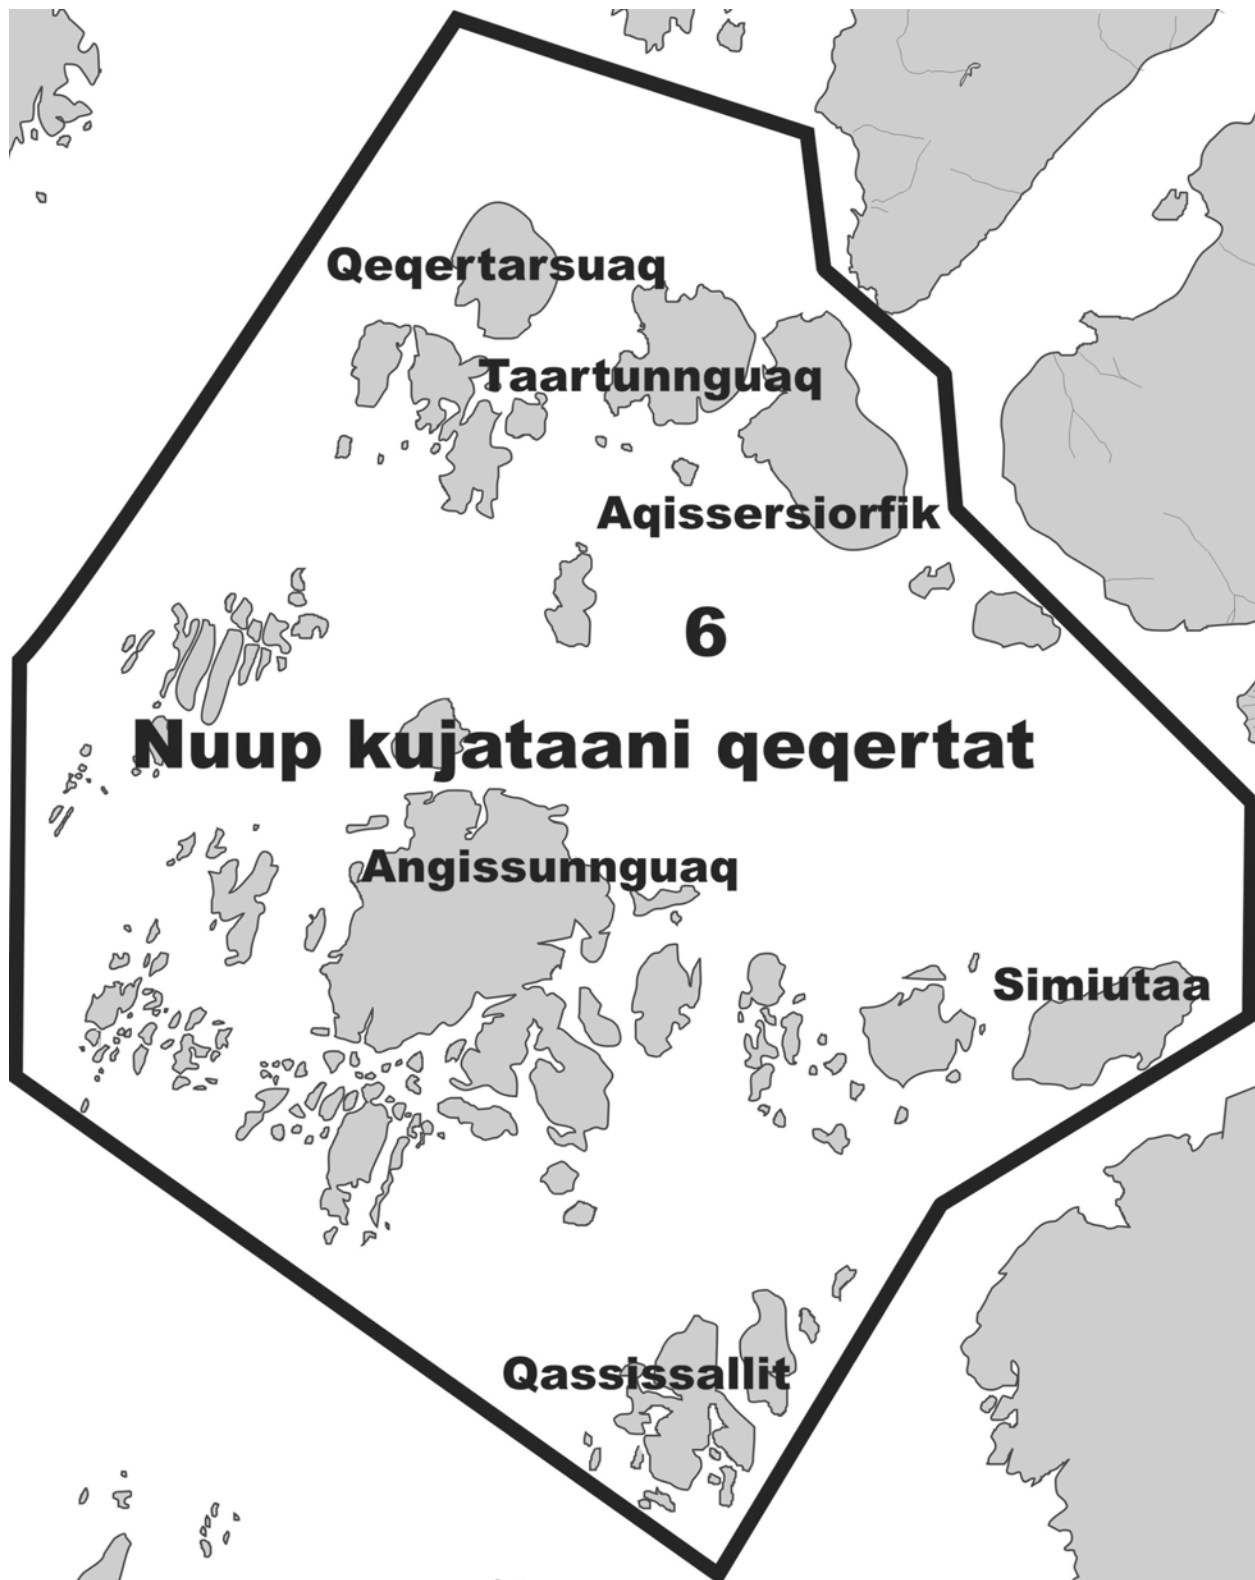 Qeqertarsuaq
Taartunnguaq
Aqissersiorfik
6
Nuup kujataani qeqertat
Angissunnguaq
Simiutaa
Qassissallit